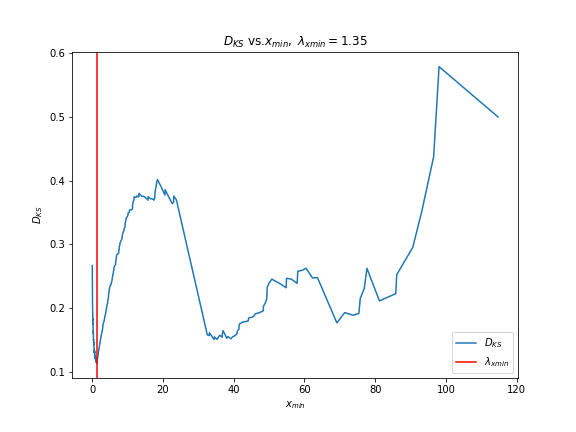 D_KS vs.x_min, λ_xmin = 1.35
0.6
0.5
0.4
0.3
0.2
0.1
D_KS
0 20 40 60 80 100 120
x_min
D_KS
λ_xmin